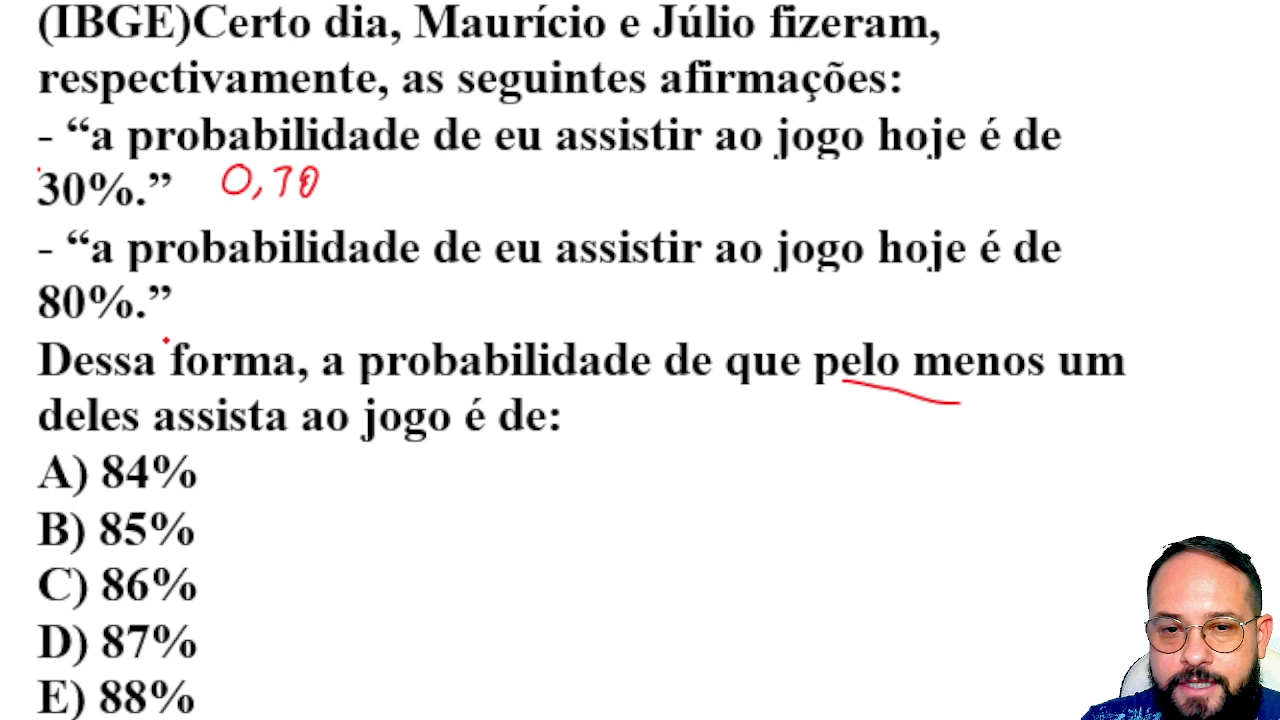 (IBGE)Certo dia, Maurício e Júlio fizeram,
respectivamente, as seguintes afirmações:
- “a probabilidade de eu assistir ao jogo hoje é de
30%.” 0,70
- “a probabilidade de eu assistir ao jogo hoje é de
80%.”
Dessa forma, a probabilidade de que pelo menos um
deles assista ao jogo é de:
A) 84%
B) 85%
C) 86%
D) 87%
E) 88%